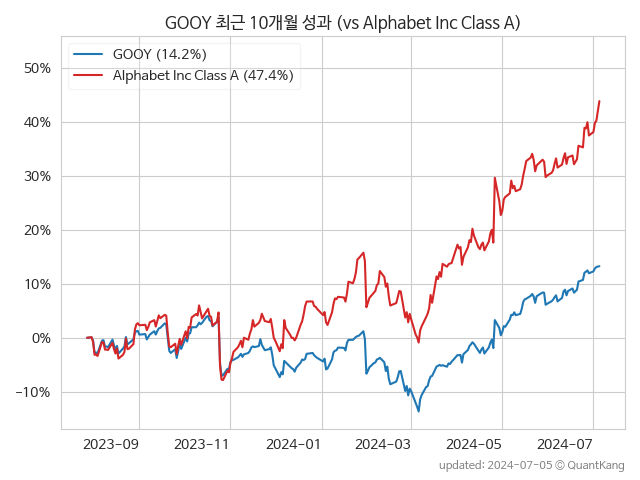 GOOY 최근 10개월 성과 (vs Alphabet Inc Class A)
GOOY (14.2%)
Alphabet Inc Class A (47.4%)
50%
40%
30%
20%
10%
0%
−10%
2023-09 2023-11 2024-01 2024-03 2024-05 2024-07
updated: 2024-07-05 © QuantKang